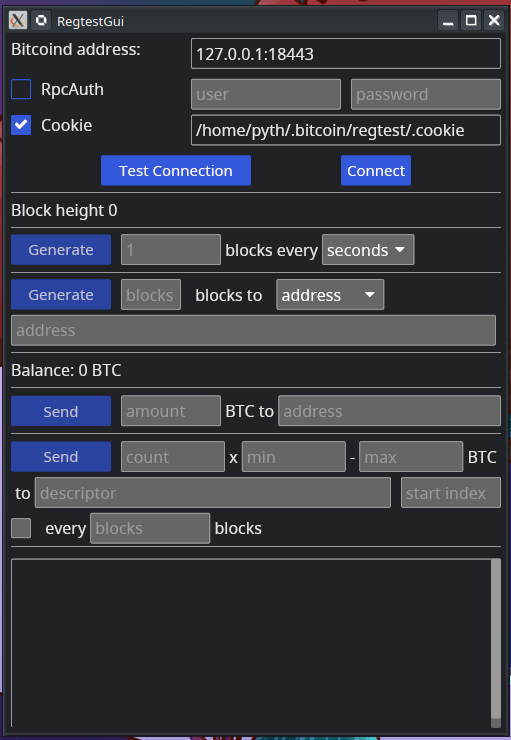 RegtestGui
Bitcoind address: 127.0.0.1:18443
RpcAuth user password
Cookie /home/pyth/.bitcoin/regtest/.cookie
Test Connection Connect
Block height 0
Generate 1 blocks every seconds
Generate blocks blocks to address
address
Balance: 0 BTC
Send amount BTC to address
Send count x min - max BTC
to descriptor start index
every blocks blocks